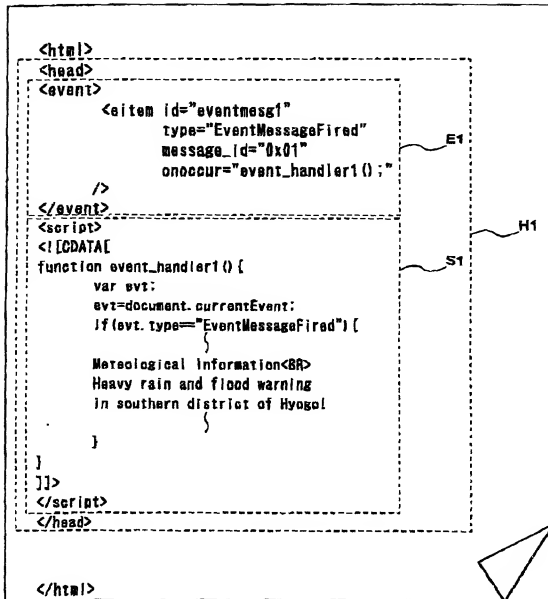 <html>
<head>
<event>
<eitem id="eventmesg1"
type="EventMessageFired"
message_id="0x01"
onoccur="event_handler1();"
/>
</event>
E1
<script>
<![CDATA[
function event_handler1(){
var evt;
evt=document.currentEvent;
if(evt.type=="EventMessageFired"){
Meteological Information<BR>
Heavy rain and flood warning
in southern district of Hyogo!
}
}
]]>
</script>
</head>
S1
H1
</html>